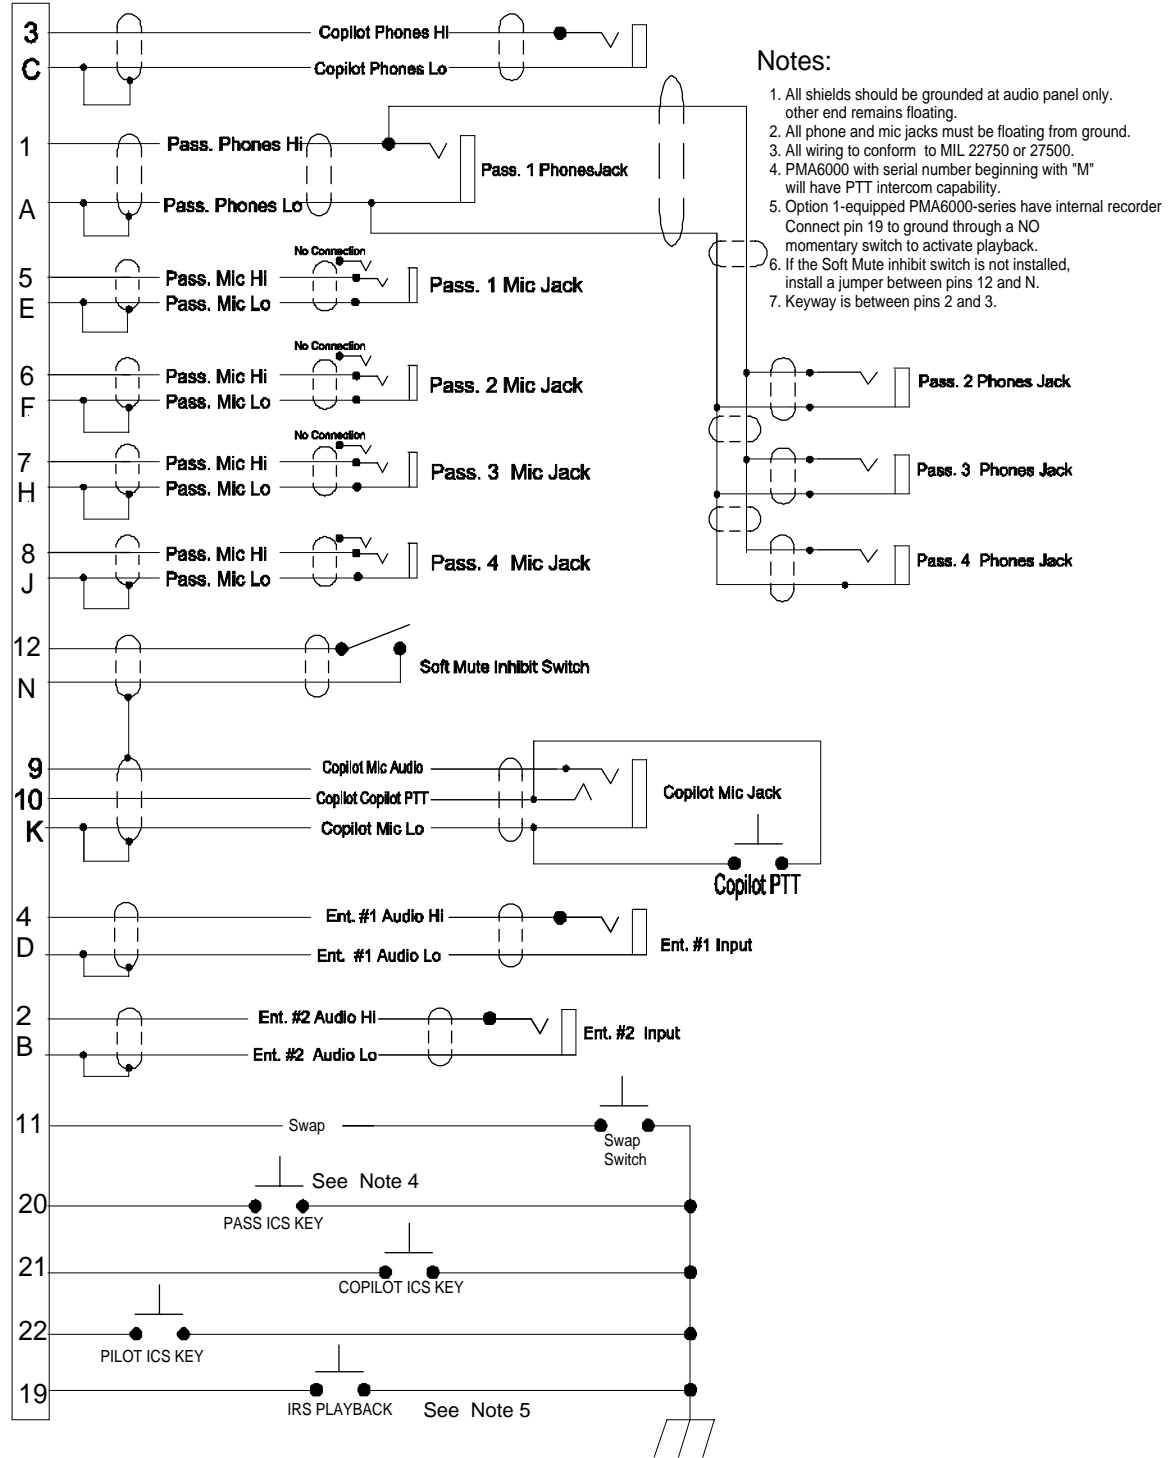 3 Copilot Phones Hi
C Copilot Phones Lo
1 Pass. Phones Hi
Pass. 1 PhonesJack
A Pass. Phones Lo
No Connection
5 Pass. Mic Hi
Pass. 1 Mic Jack
E Pass. Mic Lo
No Connection
6 Pass. Mic Hi
Pass. 2 Mic Jack
F Pass. Mic Lo
No Connection
7 Pass. Mic Hi
Pass. 3 Mic Jack
H Pass. Mic Lo
8 Pass. Mic Hi
Pass. 4 Mic Jack
J Pass. Mic Lo
12
Soft Mute Inhibit Switch
N
9 Copilot Mic Audio
Copilot Mic Jack
10 Copilot Copilot PTT
K Copilot Mic Lo
Copilot PTT
4 Ent. #1 Audio Hi
Ent. #1 Input
D Ent. #1 Audio Lo
2 Ent. #2 Audio Hi
Ent. #2 Input
B Ent. #2 Audio Lo
11 Swap
Swap
Switch
See Note 4
20
PASS ICS KEY
21
COPILOT ICS KEY
22
PILOT ICS KEY
19
IRS PLAYBACK See Note 5
Notes:
1. All shields should be grounded at audio panel only.
other end remains floating.
2. All phone and mic jacks must be floating from ground.
3. All wiring to conform to MIL 22750 or 27500.
4. PMA6000 with serial number beginning with "M"
will have PTT intercom capability.
5. Option 1-equipped PMA6000-series have internal recorder
Connect pin 19 to ground through a NO
momentary switch to activate playback.
6. If the Soft Mute inhibit switch is not installed,
install a jumper between pins 12 and N.
7. Keyway is between pins 2 and 3.
Pass. 2 Phones Jack
Pass. 3 Phones Jack
Pass. 4 Phones Jack